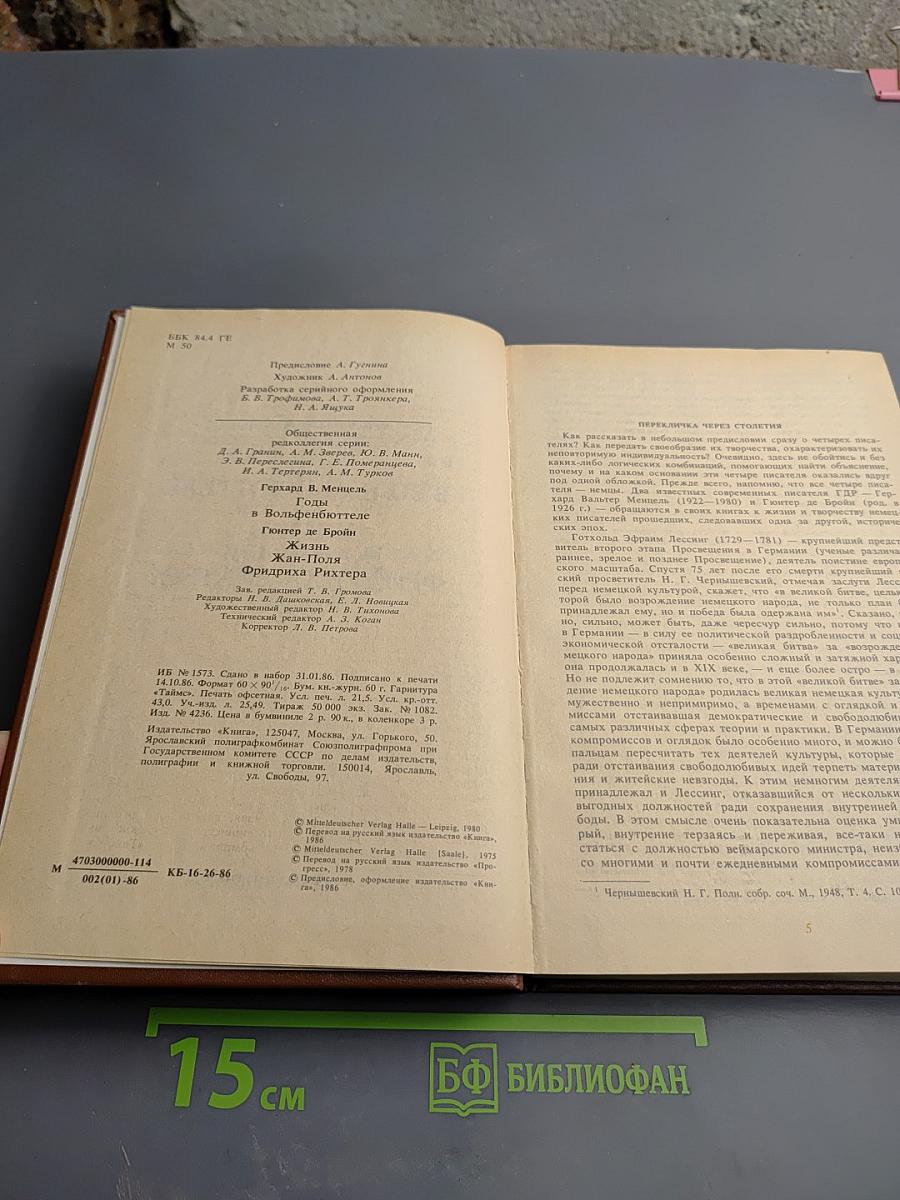 ББК 84.4 ГЕ
М 50
Предисловие А. Гугнина
Художник А. Антонов
Разработка серийного оформления
Б. В. Трофимова, А. Т. Троянкера,
Н. А. Ящука
Общественная
редколлегия серии:
Д. А. Гранин, А. М. Зверев, Ю. В. Манн,
Э. В. Переслегина, Г. Е. Померанцева,
Н. А. Тертерян, А. М. Турков
Герхард В. Менцель
Годы
в Вольфенбюттеле
Гюнтер де Бройн
Жизнь
Жан-Поля
Фридриха Рихтера
Зав. редакцией Т. В. Громова
Редакторы Н. В. Дашковская, Е. Л. Новицкая
Художественный редактор Н. В. Тихонова
Технический редактор А. З. Коган
Корректор Л. В. Петрова
ИБ № 1573. Сдано в набор 31.01.86. Подписано к печати
14.10.86. Формат 60 × 90 1/16. Бум. кн.-журн. 60 г. Гарнитура
«Таймс». Печать офсетная. Усл. печ. л. 21,5. Усл. кр.-отт.
43,0. Уч.-изд. л. 25,49. Тираж 50 000 экз. Зак. № 1082.
Изд. № 4236. Цена в бумвиниле 2 р. 90 к., в коленкоре 3 р.
Издательство «Книга», 125047, Москва, ул. Горького, 50.
Ярославский полиграфкомбинат Союзполиграфпрома при
Государственном комитете СССР по делам издательств,
полиграфии и книжной торговли. 150014, Ярославль,
ул. Свободы, 97.
© Mitteldeutscher Verlag Halle — Leipzig, 1980
© Перевод на русский язык издательство «Книга»,
1986
© Mitteldeutscher Verlag Halle [Saale], 1975
© Перевод на русский язык издательство «Про-
гресс», 1978
© Предисловие, оформление издательство «Кни-
га», 1986
М 4703000000-114
002(01)-86 КБ-16-26-86
ПЕРЕКЛИЧКА ЧЕРЕЗ СТОЛЕТИЯ
Как рассказать в небольшом предисловии сразу о четырех писа-
телях? Как передать своеобразие их творчества, охарактеризовать их
неповторимую индивидуальность? Очевидно, здесь не обойтись и без
каких-либо логических комбинаций, помогающих найти объяснение,
почему и на каком основании эти четыре писателя оказались вдруг
под одной обложкой. Прежде всего, напомню, что все четыре писа-
теля — немцы. Два известных современных писателя ГДР — Гер-
хард Вальтер Менцель (1922—1980) и Гюнтер де Бройн (род. в
1926 г.) — обращаются в своих книгах к жизни и творчеству немец-
ких писателей прошедших, следовавших одна за другой, историче-
ских эпох.
Готхольд Эфраим Лессинг (1729—1781) — крупнейший предст
витель второго этапа Просвещения в Германии (ученые различа
раннее, зрелое и позднее Просвещение), деятель поистине европ
ского масштаба. Спустя 75 лет после его смерти крупнейший
ский просветитель Н. Г. Чернышевский, отмечая заслуги Лесс
перед немецкой культурой, скажет, что «в великой битве, цель
торой было возрождение немецкого народа, не только план
принадлежал ему, но и победа была одержана им»1. Сказано,
но, сильно, может быть, даже чересчур сильно, потому что
в Германии — в силу ее политической раздробленности и соц
экономической отсталости — «великая битва» за «возрожде
мецкого народа» приняла особенно сложный и затяжной хар
она продолжалась и в XIX веке, — и еще более остро — в
Но не подлежит сомнению то, что в этой «великой битве» за
дение немецкого народа» родилась великая немецкая культу
мужественно и непримиримо, а временами с оглядкой и
миссами отстаивавшая демократические и свободолюби
самых различных сферах теории и практики. В Германи
компромиссов и оглядок было особенно много, и можно
пальцам пересчитать тех деятелей культуры, которые
ради отстаивания свободолюбивых идей терпеть матери
ния и житейские невзгоды. К этим немногим деятеля
принадлежал и Лессинг, отказавшийся от нескольки
выгодных должностей ради сохранения внутренней
боды. В этом смысле очень показательна оценка ум
рый, внутренне терзаясь и переживая, все-таки н
статься с должностью веймарского министра, неиз
со многими и почти ежедневными компромиссами
1 Чернышевский Н. Г. Полн. собр. соч. М., 1948, Т. 4. С. 10
5
15 см
БФ БИБЛИОФАН